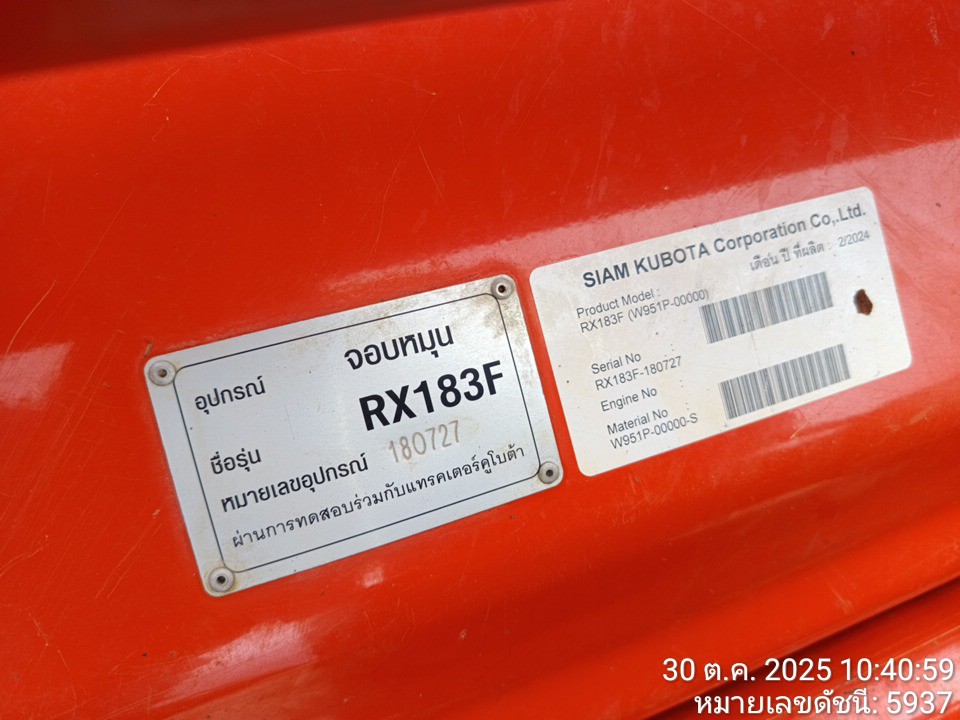 อุปกรณ์ จอบหมุน
ชื่อรุ่น RX183F
หมายเลขอุปกรณ์ 180727
ผ่านการทดสอบร่วมกับแทรคเตอร์คูโบต้า
SIAM KUBOTA Corporation Co,.Ltd.
เดือน ปี ที่ผลิต : 2/2024
Product Model :
RX183F (W951P-00000)
Serial No :
RX183F-180727
Engine No :
Material No :
W951P-00000-S
30 ต.ค. 2025 10:40:59
หมายเลขดัชนี: 5937